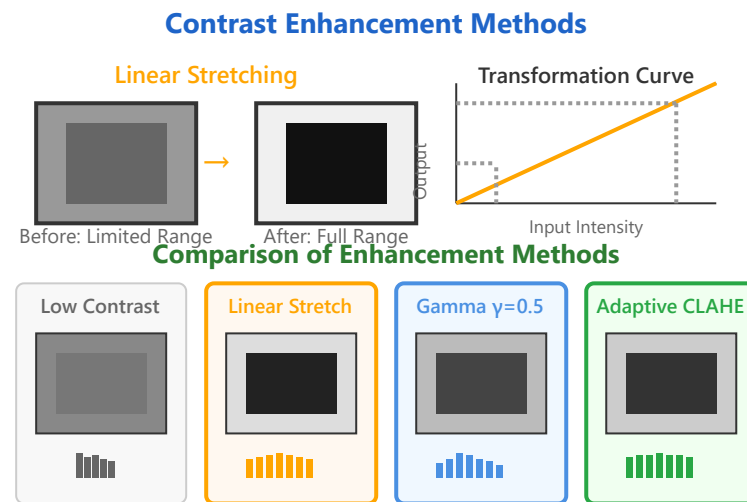 Contrast Enhancement Methods
Linear Stretching
Transformation Curve
Output
Input Intensity
Before: Limited Range
After: Full Range
Comparison of Enhancement Methods
Low Contrast
Linear Stretch
Gamma γ=0.5
Adaptive CLAHE